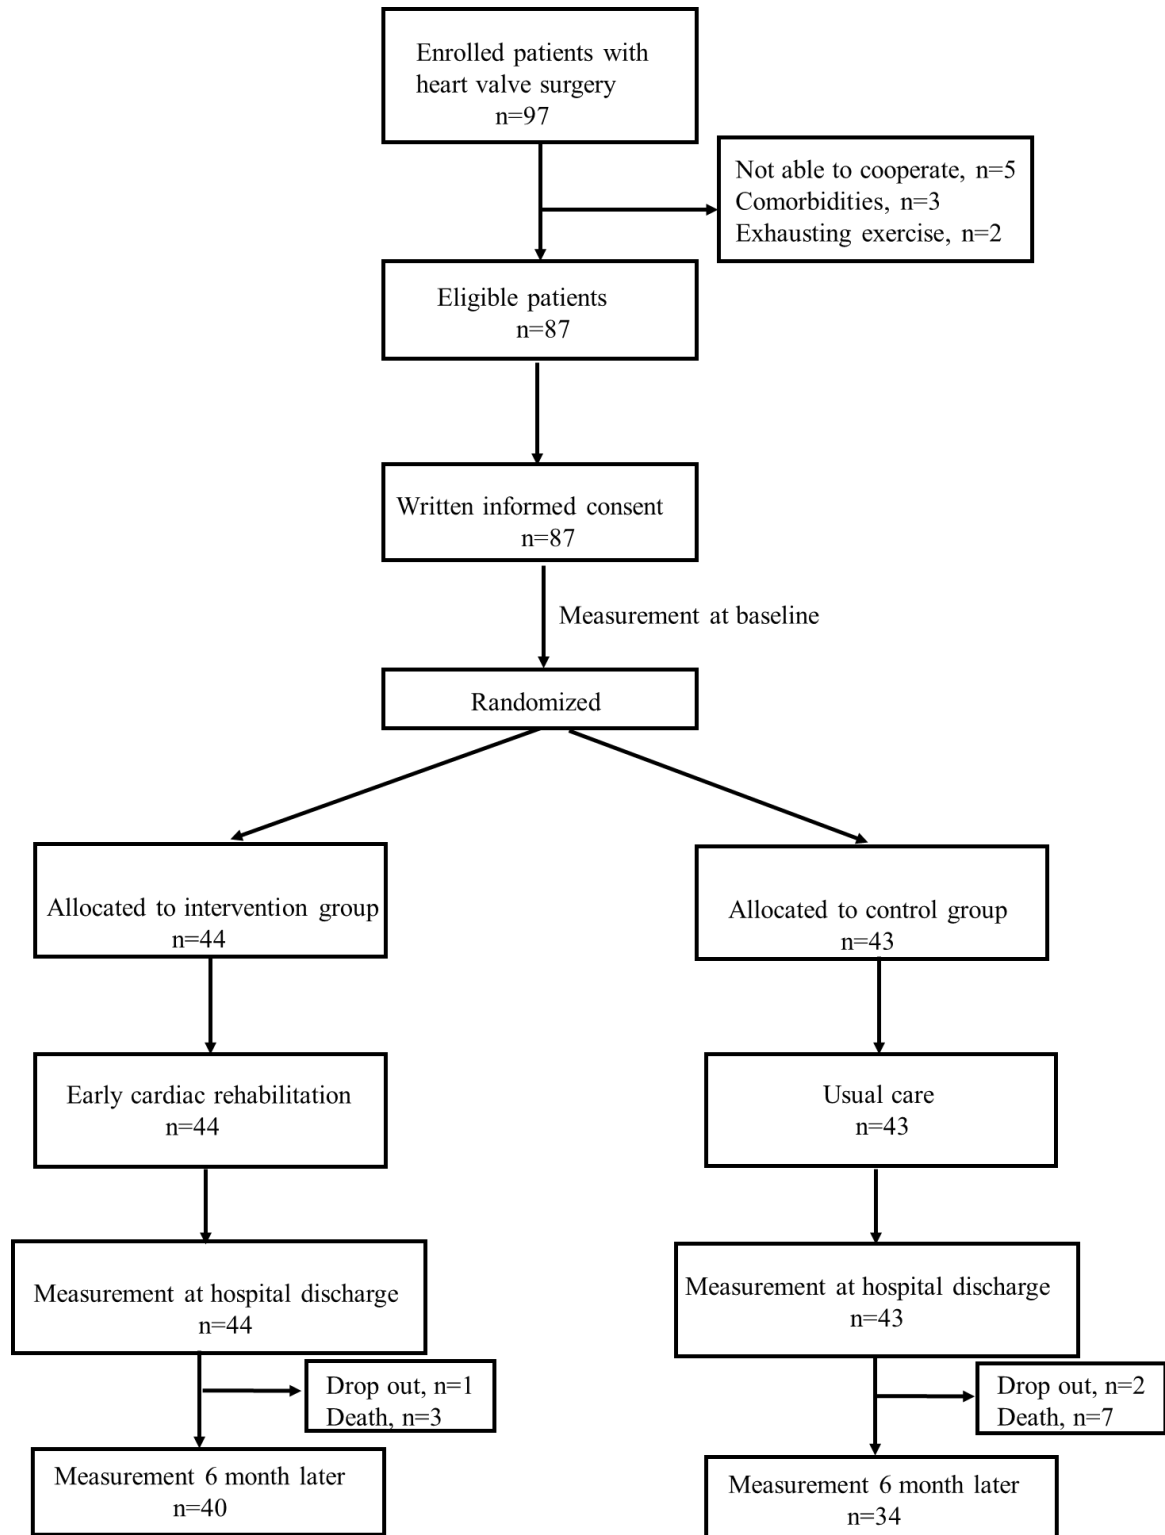 Enrolled patients with
heart valve surgery
n=97
Not able to cooperate, n=5
Comorbidities, n=3
Exhausting exercise, n=2
Eligible patients
n=87
Written informed consent
n=87
Measurement at baseline
Randomized
Allocated to intervention group
n=44
Allocated to control group
n=43
Early cardiac rehabilitation
n=44
Usual care
n=43
Measurement at hospital discharge
n=44
Measurement at hospital discharge
n=43
Drop out, n=1
Death, n=3
Drop out, n=2
Death, n=7
Measurement 6 month later
n=40
Measurement 6 month later
n=34